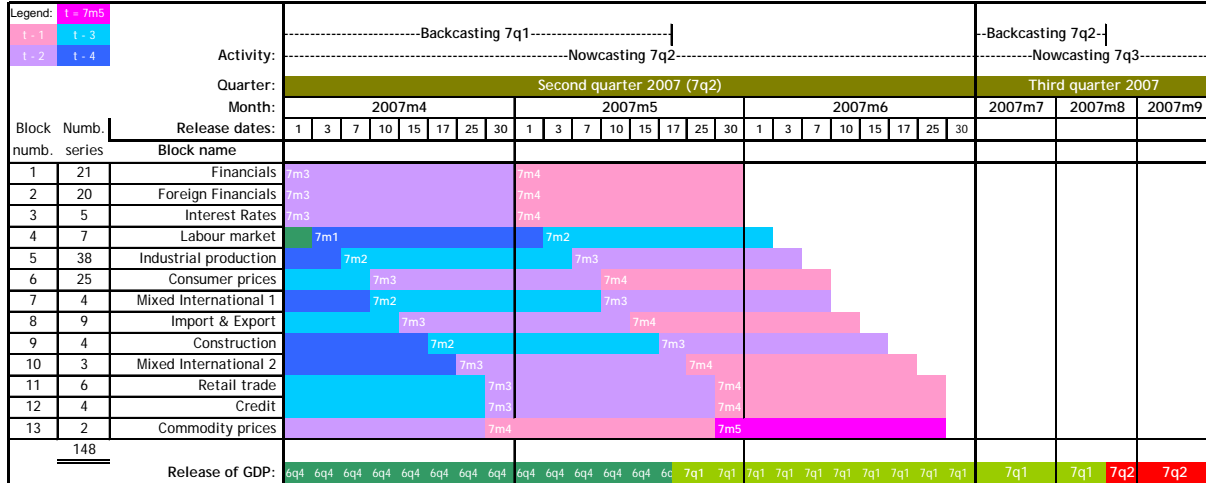 Legend: t = 7m5
t - 1 t - 3
t - 2 t - 4
Backcasting 7q1 Backcasting 7q2
Activity: Nowcasting 7q2 Nowcasting 7q3
Quarter: Second quarter 2007 (7q2) Third quarter 2007
Month: 2007m4 2007m5 2007m6 2007m7 2007m8 2007m9
Block Numb. Release dates: 1 3 7 10 15 17 25 30 1 3 7 10 15 17 25 30 1 3 7 10 15 17 25 30
numb. series Block name
1 21 Financials 7m3 7m4
2 20 Foreign Financials 7m3 7m4
3 5 Interest Rates 7m3 7m4
4 7 Labour market 7m1 7m2
5 38 Industrial production 7m2 7m3
6 25 Consumer prices 7m3 7m4
7 4 Mixed International 1 7m2 7m3
8 9 Import & Export 7m3 7m4
9 4 Construction 7m2 7m3
10 3 Mixed International 2 7m3 7m4
11 6 Retail trade 7m3 7m4
12 4 Credit 7m3 7m4
13 2 Commodity prices 7m4 7m5
148
Release of GDP: 6q4 6q4 6q4 6q4 6q4 6q4 6q4 6q4 6q4 6q4 6q4 6q4 6q4 6q 7q1 7q1 7q1 7q1 7q1 7q1 7q1 7q1 7q1 7q1 7q1 7q1 7q2 7q2